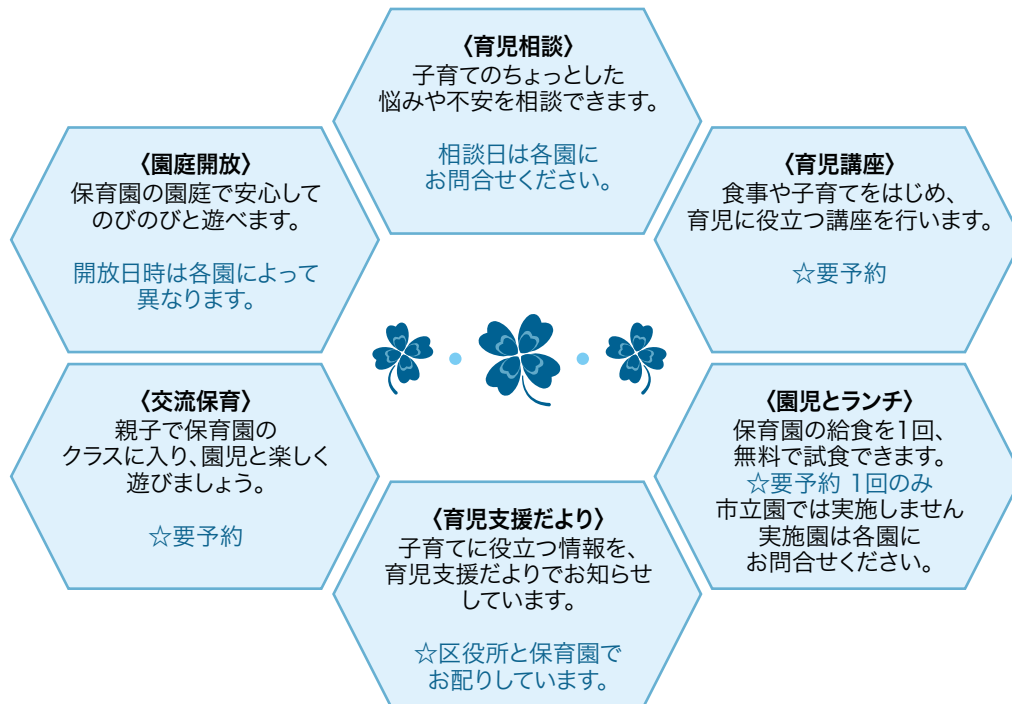 〈育児相談〉
子育てのちょっとした
悩みや不安を相談できます。
相談日は各園に
お問合せください。
〈園庭開放〉
保育園の園庭で安心して
のびのびと遊べます。
開放日時は各園によって
異なります。
〈育児講座〉
食事や子育てをはじめ、
育児に役立つ講座を行います。
☆要予約
〈交流保育〉
親子で保育園の
クラスに入り、園児と楽しく
遊びましょう。
☆要予約
〈園児とランチ〉
保育園の給食を1回、
無料で試食できます。
☆要予約 1回のみ
市立園では実施しません
実施園は各園に
お問合せください。
〈育児支援だより〉
子育てに役立つ情報を、
育児支援だよりでお知らせ
しています。
☆区役所と保育園で
お配りしています。